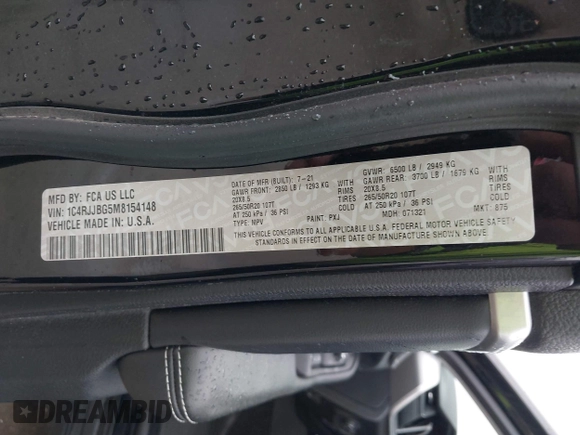 MFD BY: FCA US LLC
VIN: 1C4RJJBG5M8154148
VEHICLE MADE IN: U.S.A.
DATE OF MFR (BUILT): 7-21
GAWR FRONT: 2850 LB / 1293 KG WITH
20X8.5 RIMS
265/50R20 107T
AT 250 kPa / 36 PSI COLD
TYPE: MPV PAINT: PXJ
GVWR: 6500 LB / 2949 KG
GAWR REAR: 3700 LB / 1678 KG WITH
20X8.5 RIMS
265/50R20 107T
AT 250 kPa / 36 PSI COLD
MDH: 071321 MKT: 875
THIS VEHICLE CONFORMS TO ALL APPLICABLE U.S.A. FEDERAL MOTOR VEHICLE SAFETY,
BUMPER, AND THEFT PREVENTION STANDARDS IN EFFECT ON THE DATE OF MANUFACTURE SHOWN ABOVE
DREAMBID